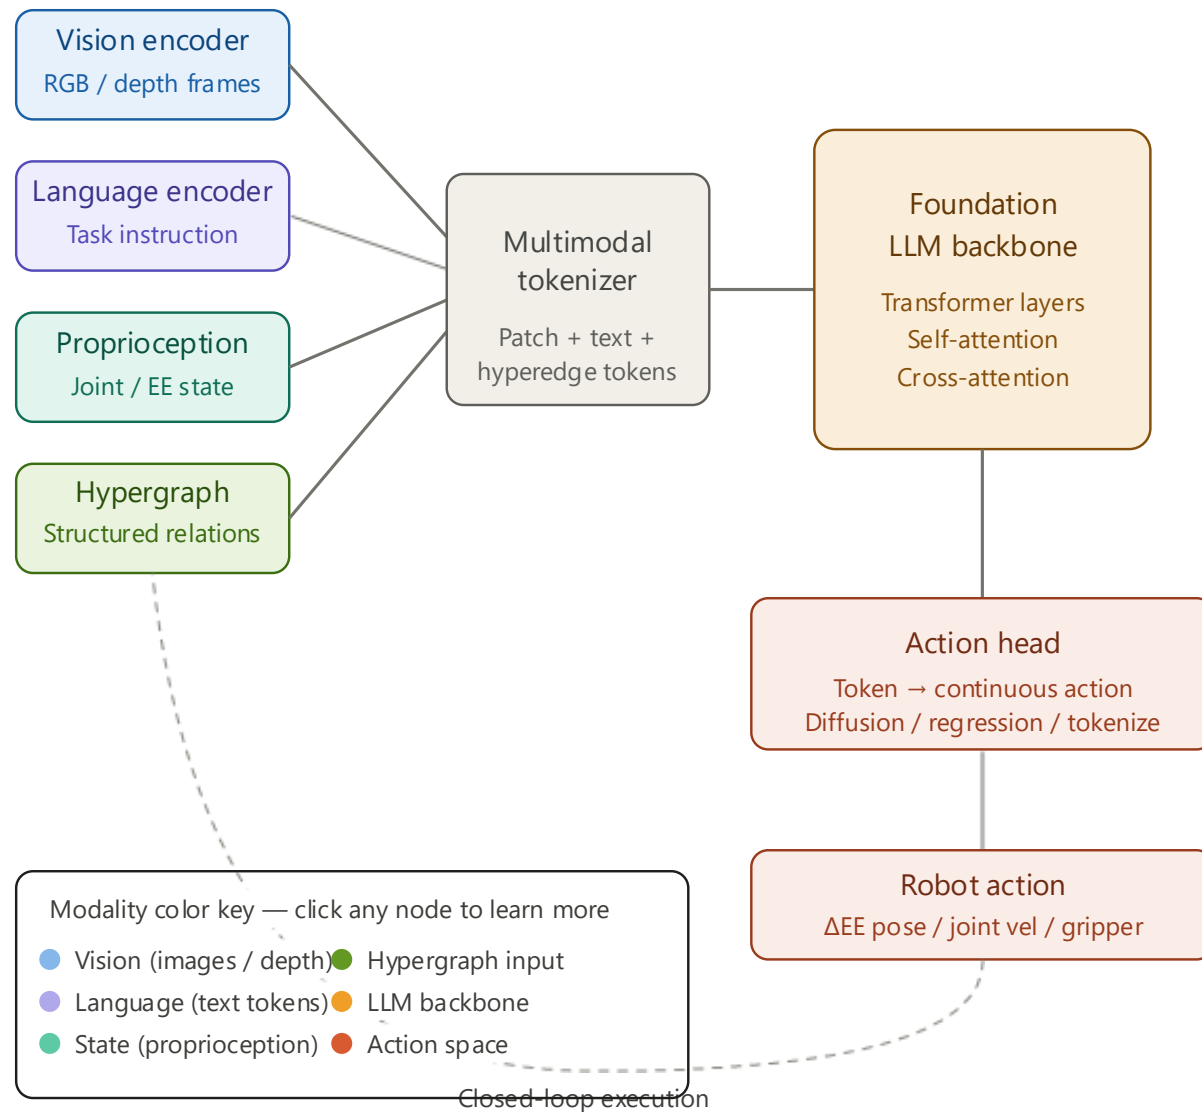 Vision encoder
RGB / depth frames
Language encoder
Task instruction
Proprioception
Joint / EE state
Hypergraph
Structured relations
Multimodal
tokenizer
Patch + text +
hyperedge tokens
Foundation
LLM backbone
Transformer layers
Self-attention
Cross-attention
Action head
Token → continuous action
Diffusion / regression / tokenize
Robot action
ΔEE pose / joint vel / gripper
Modality color key — click any node to learn more
Vision (images / depth)
Hypergraph input
Language (text tokens)
LLM backbone
State (proprioception)
Action space
Closed-loop execution